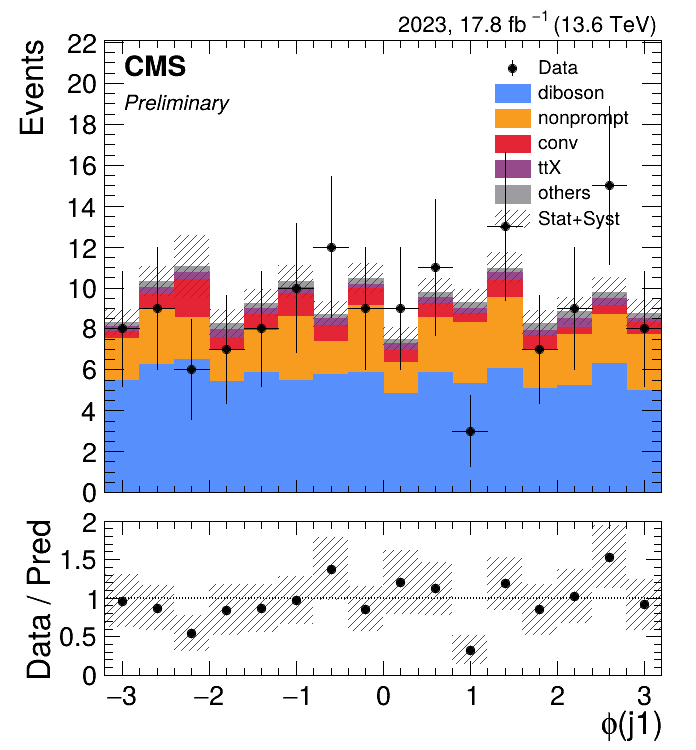 2023, 17.8 fb⁻¹ (13.6 TeV)
Events
22
20
18
16
14
12
10
8
6
4
2
0
CMS
Preliminary
Data
diboson
nonprompt
conv
ttX
others
Stat+Syst
Data / Pred
2
1.5
1
0.5
0
−3 −2 −1 0 1 2 3
ϕ(j1)